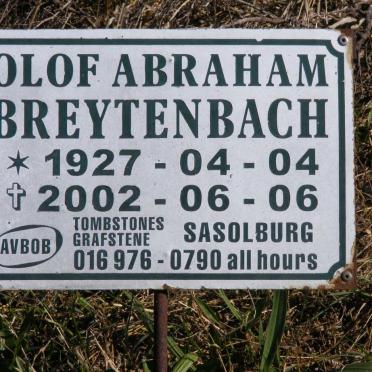 OLOF ABRAHAM
BREYTENBACH
* 1927 - 04 - 04
✝ 2002 - 06 - 06
AVBOB
TOMBSTONES
GRAFSTENE
SASOLBURG
016 976 - 0790 all hours